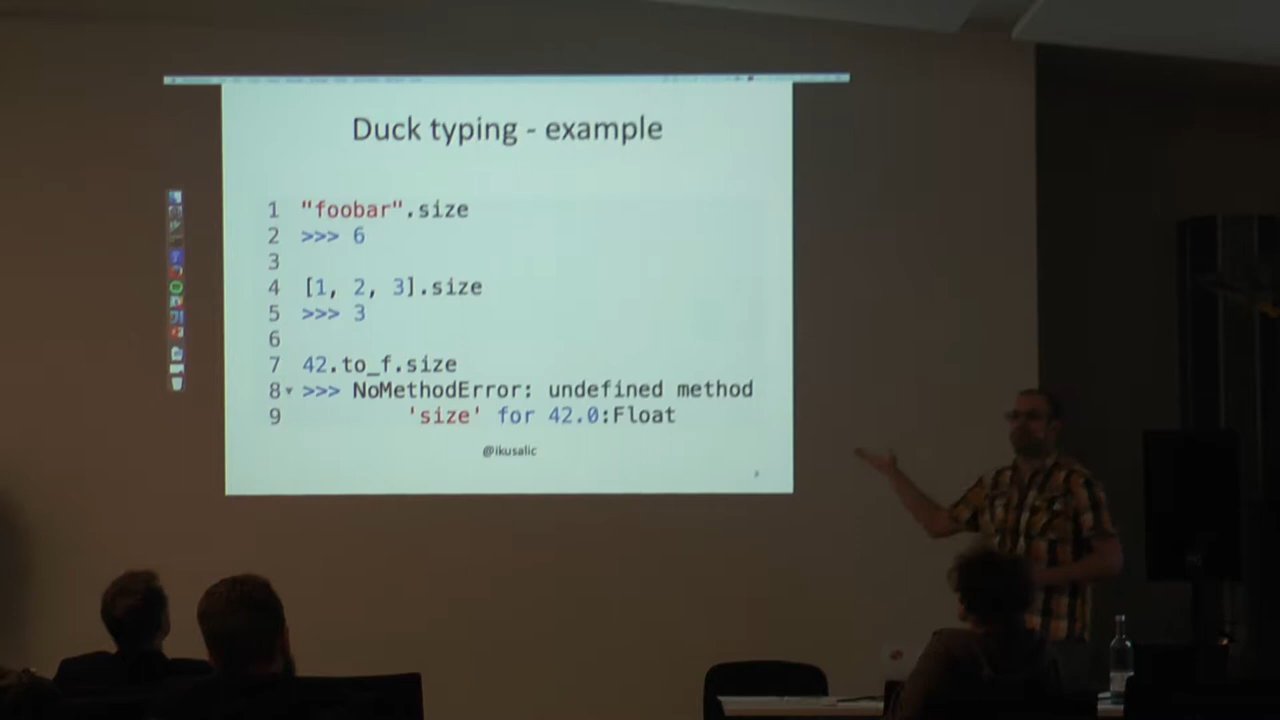 Duck typing - example
1 "foobar".size
2 >>> 6
3
4 [1, 2, 3].size
5 >>> 3
6
7 42.to_f.size
8 >>> NoMethodError: undefined method
9 'size' for 42.0:Float
@ikusalic